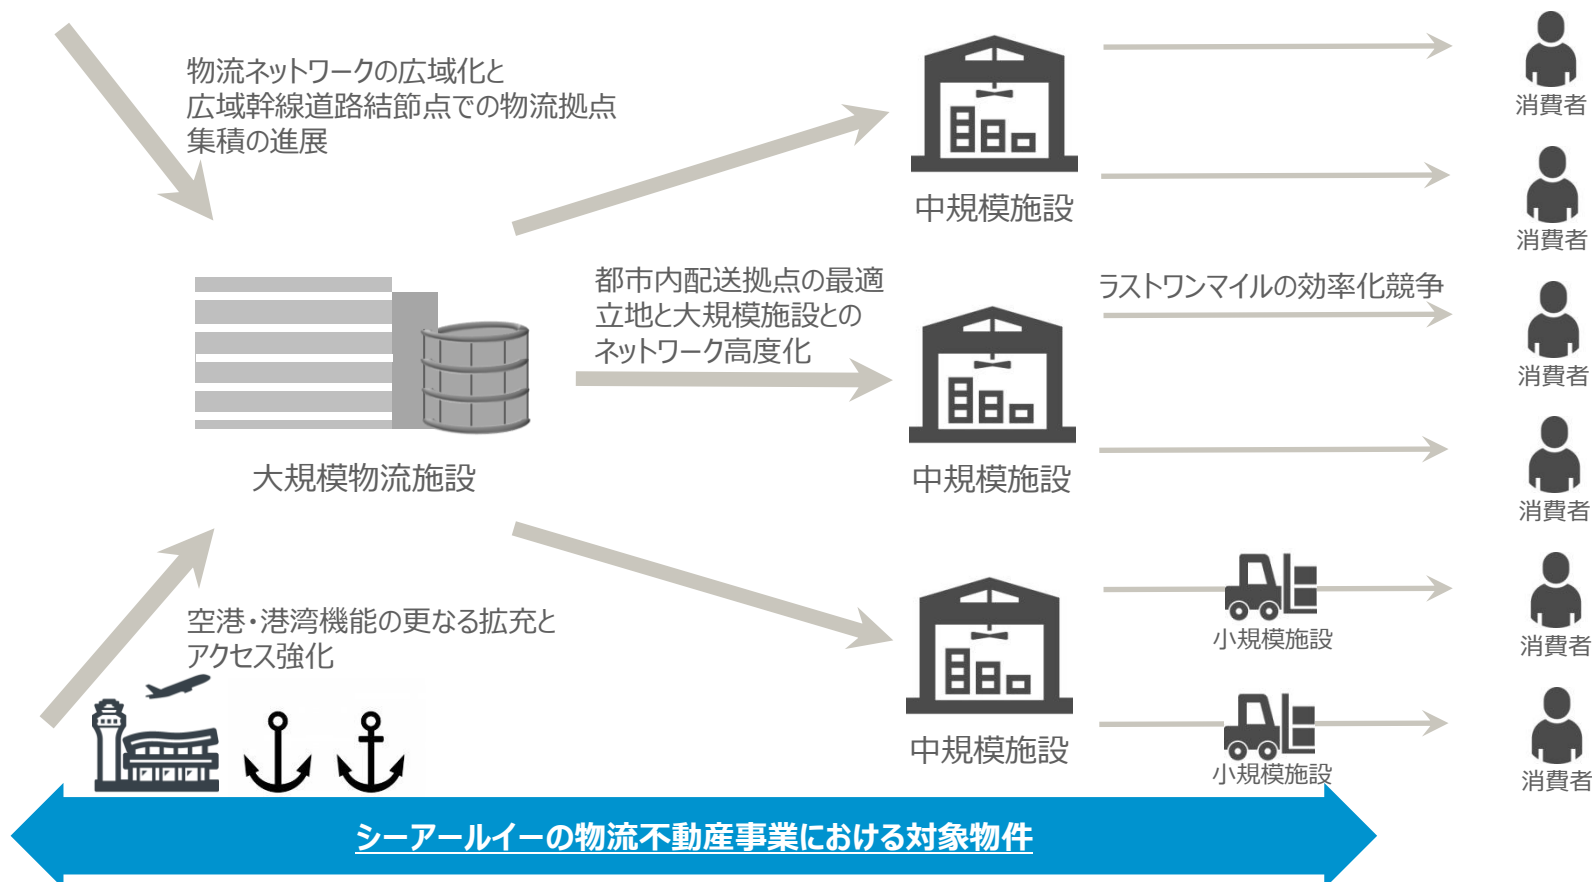 物流ネットワークの広域化と
広域幹線道路結節点での物流拠点
集積の進展
大規模物流施設
空港・港湾機能の更なる拡充と
アクセス強化
都市内配送拠点の最適
立地と大規模施設との
ネットワーク高度化
中規模施設
中規模施設
中規模施設
ラストワンマイルの効率化競争
小規模施設
小規模施設
消費者
消費者
消費者
消費者
消費者
消費者
シーアールイーの物流不動産事業における対象物件